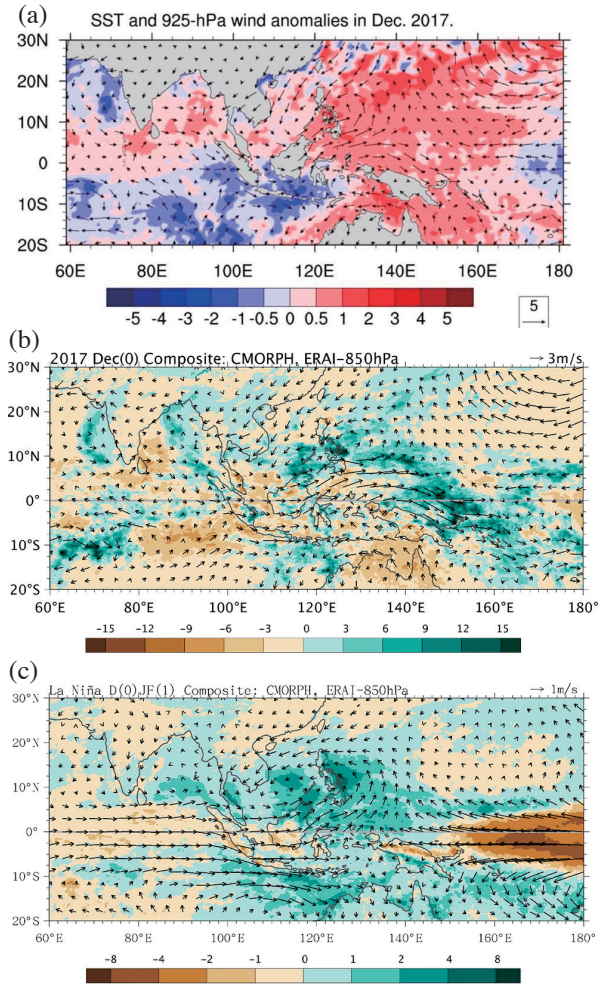 (a)
SST and 925-hPa wind anomalies in Dec. 2017.
30N
20N
10N
0
10S
20S
60E 80E 100E 120E 140E 160E 181
-5 -4 -3 -2 -1 -0.5 0 0.5 1 2 3 4 5
5
(b)
2017 Dec(0) Composite: CMORPH, ERAI-850hPa → 3m/s
30°N
20°N
10°N
0°
10°S
20°S
60°E 80°E 100°E 120°E 140°E 160°E 180°
-15 -12 -9 -6 -3 0 3 6 9 12 15
(c)
La Niña D(0)JF(1) Composite: CMORPH, ERAI-850hPa → 1m/s
30°N
20°N
10°N
0°
10°S
20°S
60°E 80°E 100°E 120°E 140°E 160°E 180°
-8 -4 -2 -1 0 1 2 4 8